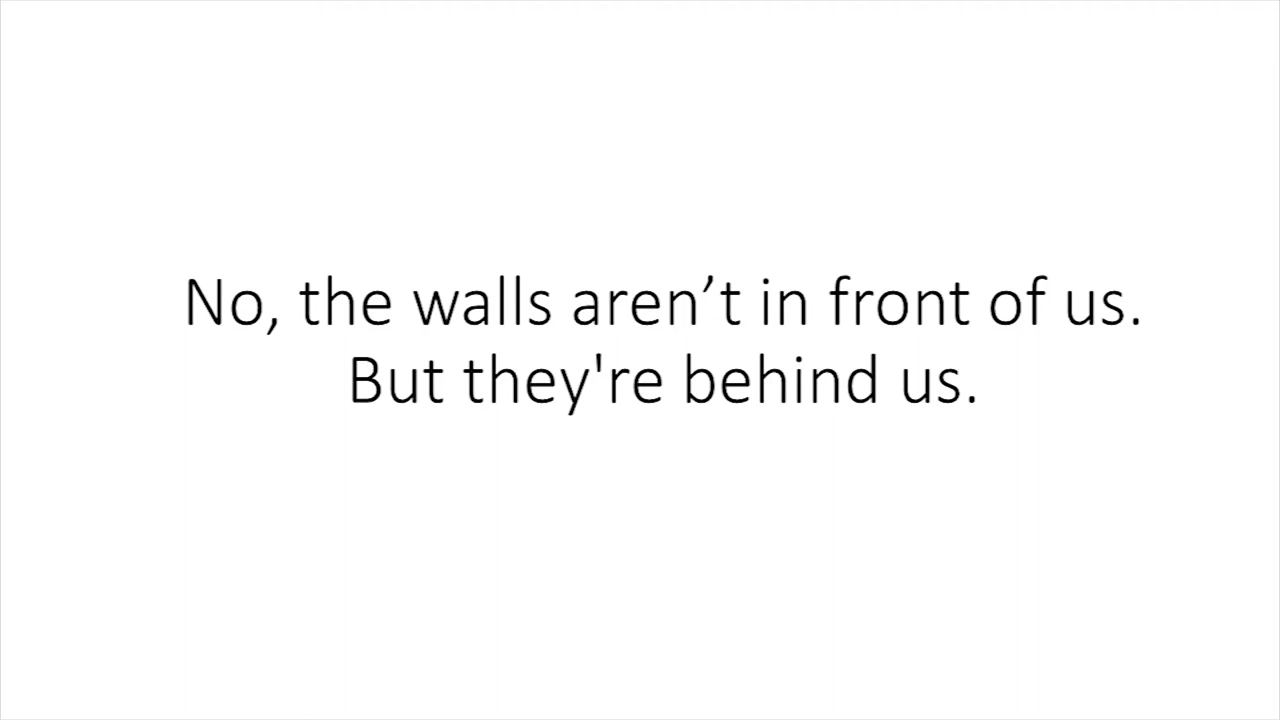 No, the walls aren’t in front of us.
But they're behind us.